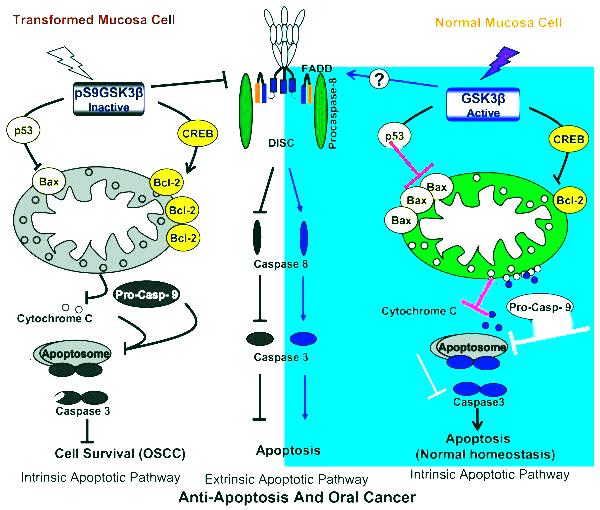 Transformed Mucosa Cell
Normal Mucosa Cell
FADD
pS9GSK3β
Inactive
?
GSK3β
Active
Procaspase-8
p53
CREB
DISC
p53
CREB
Bax
Bcl-2
Bcl-2
Bcl-2
Bax
Bax
Bax
Bcl-2
Caspase 8
Pro-Casp- 9
Cytochrome C
Cytochrome C
Pro-Casp- 9
Apoptosome
Caspase 3
Apoptosome
Caspase 3
Caspase3
Cell Survival (OSCC)
Apoptosis
Apoptosis
(Normal homeostasis)
Intrinsic Apoptotic Pathway
Extrinsic Apoptotic Pathway
Intrinsic Apoptotic Pathway
Anti-Apoptosis And Oral Cancer